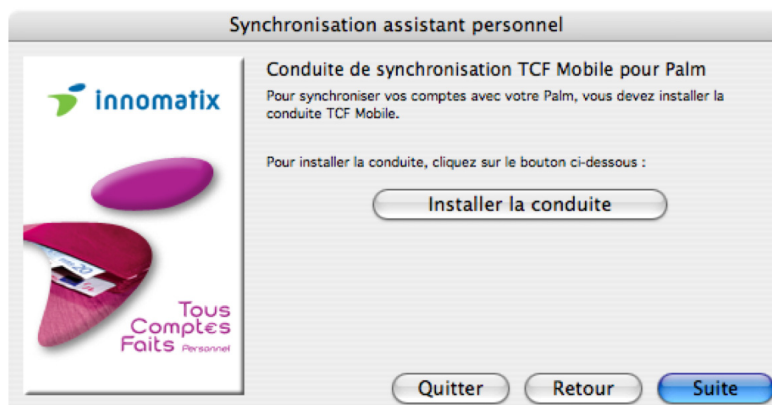 Synchronisation assistant personnel
innomatix
Conduite de synchronisation TCF Mobile pour Palm
Pour synchroniser vos comptes avec votre Palm, vous devez installer la
conduite TCF Mobile.
Pour installer la conduite, cliquez sur le bouton ci-dessous :
Installer la conduite
20
Tous
Comptes
Faits Personnel
Quitter
Retour
Suite